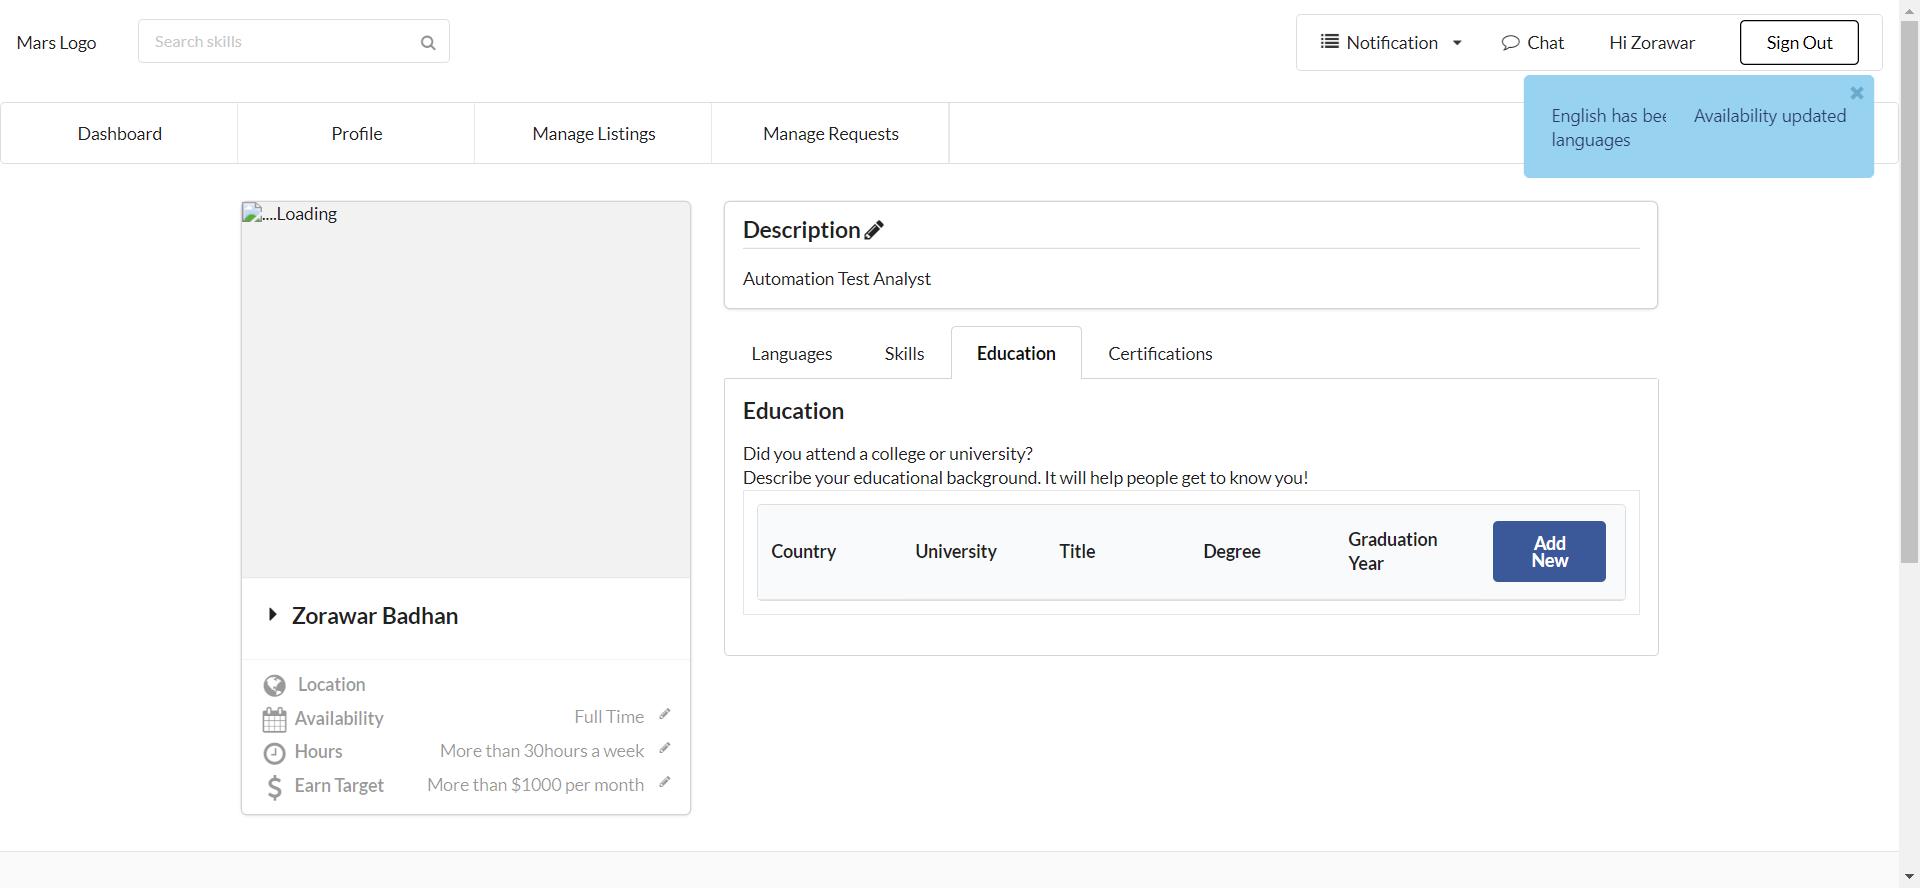 Mars Logo
Search skills
Notification
Chat
Hi Zorawar
Sign Out
Dashboard
Profile
Manage Listings
Manage Requests
English has
languages
Availability updated
....Loading
Description
Automation Test Analyst
Languages
Skills
Education
Certifications
Education
Did you attend a college or university?
Describe your educational background. It will help people get to know you!
Country
University
Title
Degree
Graduation
Year
Add
New
Zorawar Badhan
Location
Availability
Full Time
Hours
More than 30hours a week
Earn Target
More than $1000 per month